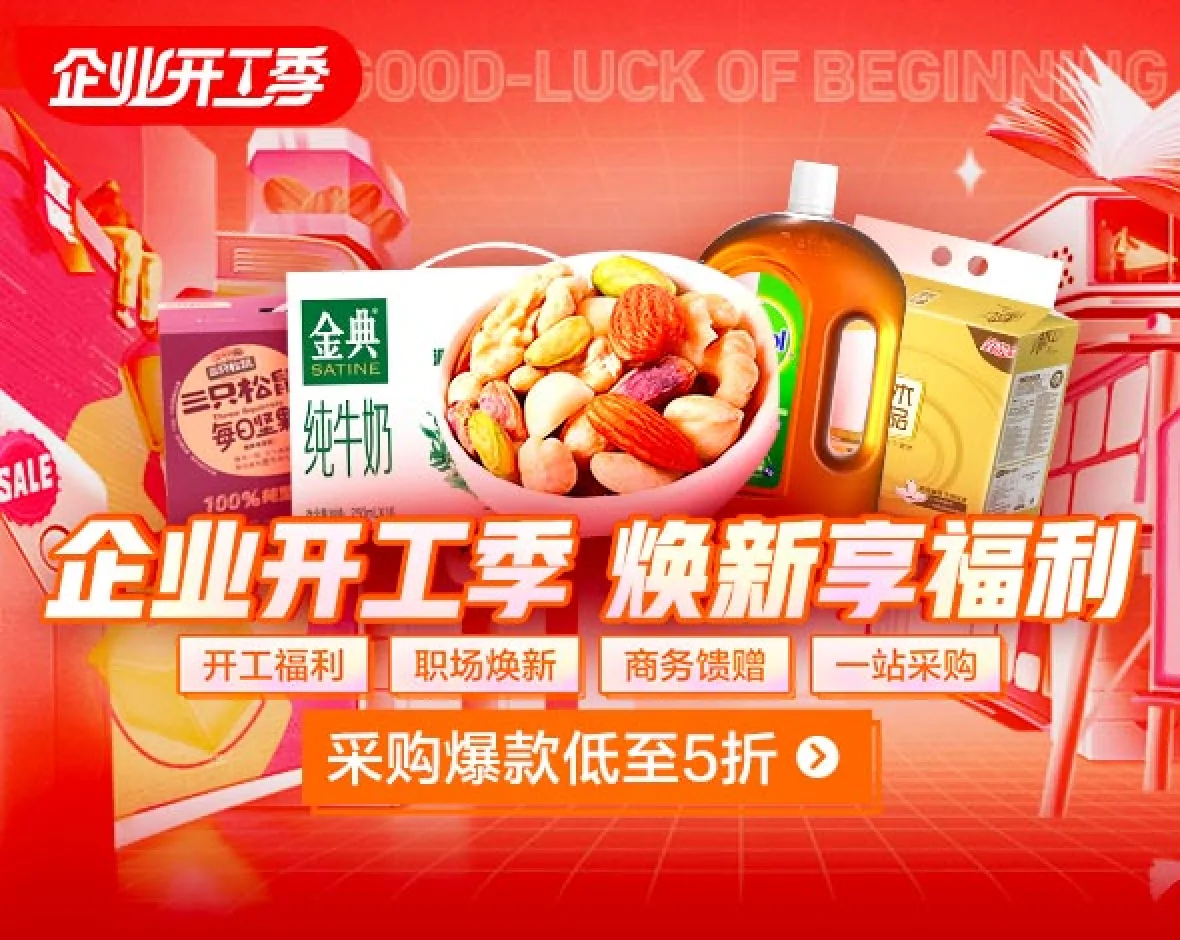 企业开工季
GOOD-LUCK OF BEGINNING
SALE
三只松鼠
每日坚果
100%
金典
SATINE
纯牛奶
企业开工季 焕新享福利
开工福利
职场焕新
商务馈赠
一站采购
采购爆款低至5折